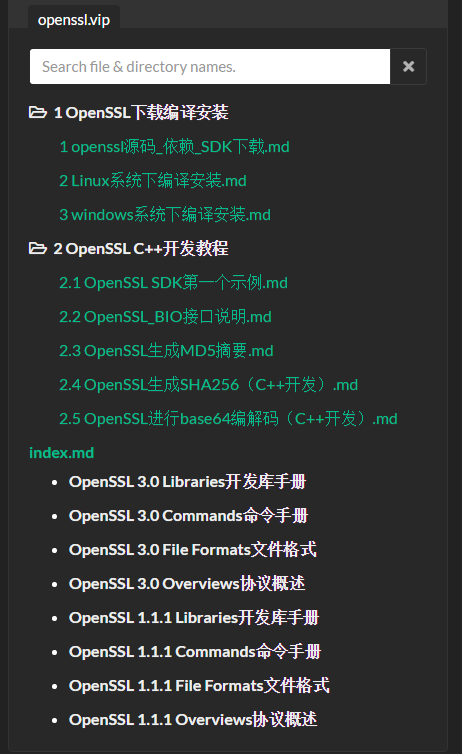 openssl.vip
Search file & directory names.
1 OpenSSL下载编译安装
1 openssl源码_依赖_SDK下载.md
2 Linux系统下编译安装.md
3 windows系统下编译安装.md
2 OpenSSL C++开发教程
2.1 OpenSSL SDK第一个示例.md
2.2 OpenSSL_BIO接口说明.md
2.3 OpenSSL生成MD5摘要.md
2.4 OpenSSL生成SHA256（C++开发）.md
2.5 OpenSSL进行base64编解码（C++开发）.md
index.md
OpenSSL 3.0 Libraries开发库手册
OpenSSL 3.0 Commands命令手册
OpenSSL 3.0 File Formats文件格式
OpenSSL 3.0 Overviews协议概述
OpenSSL 1.1.1 Libraries开发库手册
OpenSSL 1.1.1 Commands命令手册
OpenSSL 1.1.1 File Formats文件格式
OpenSSL 1.1.1 Overviews协议概述